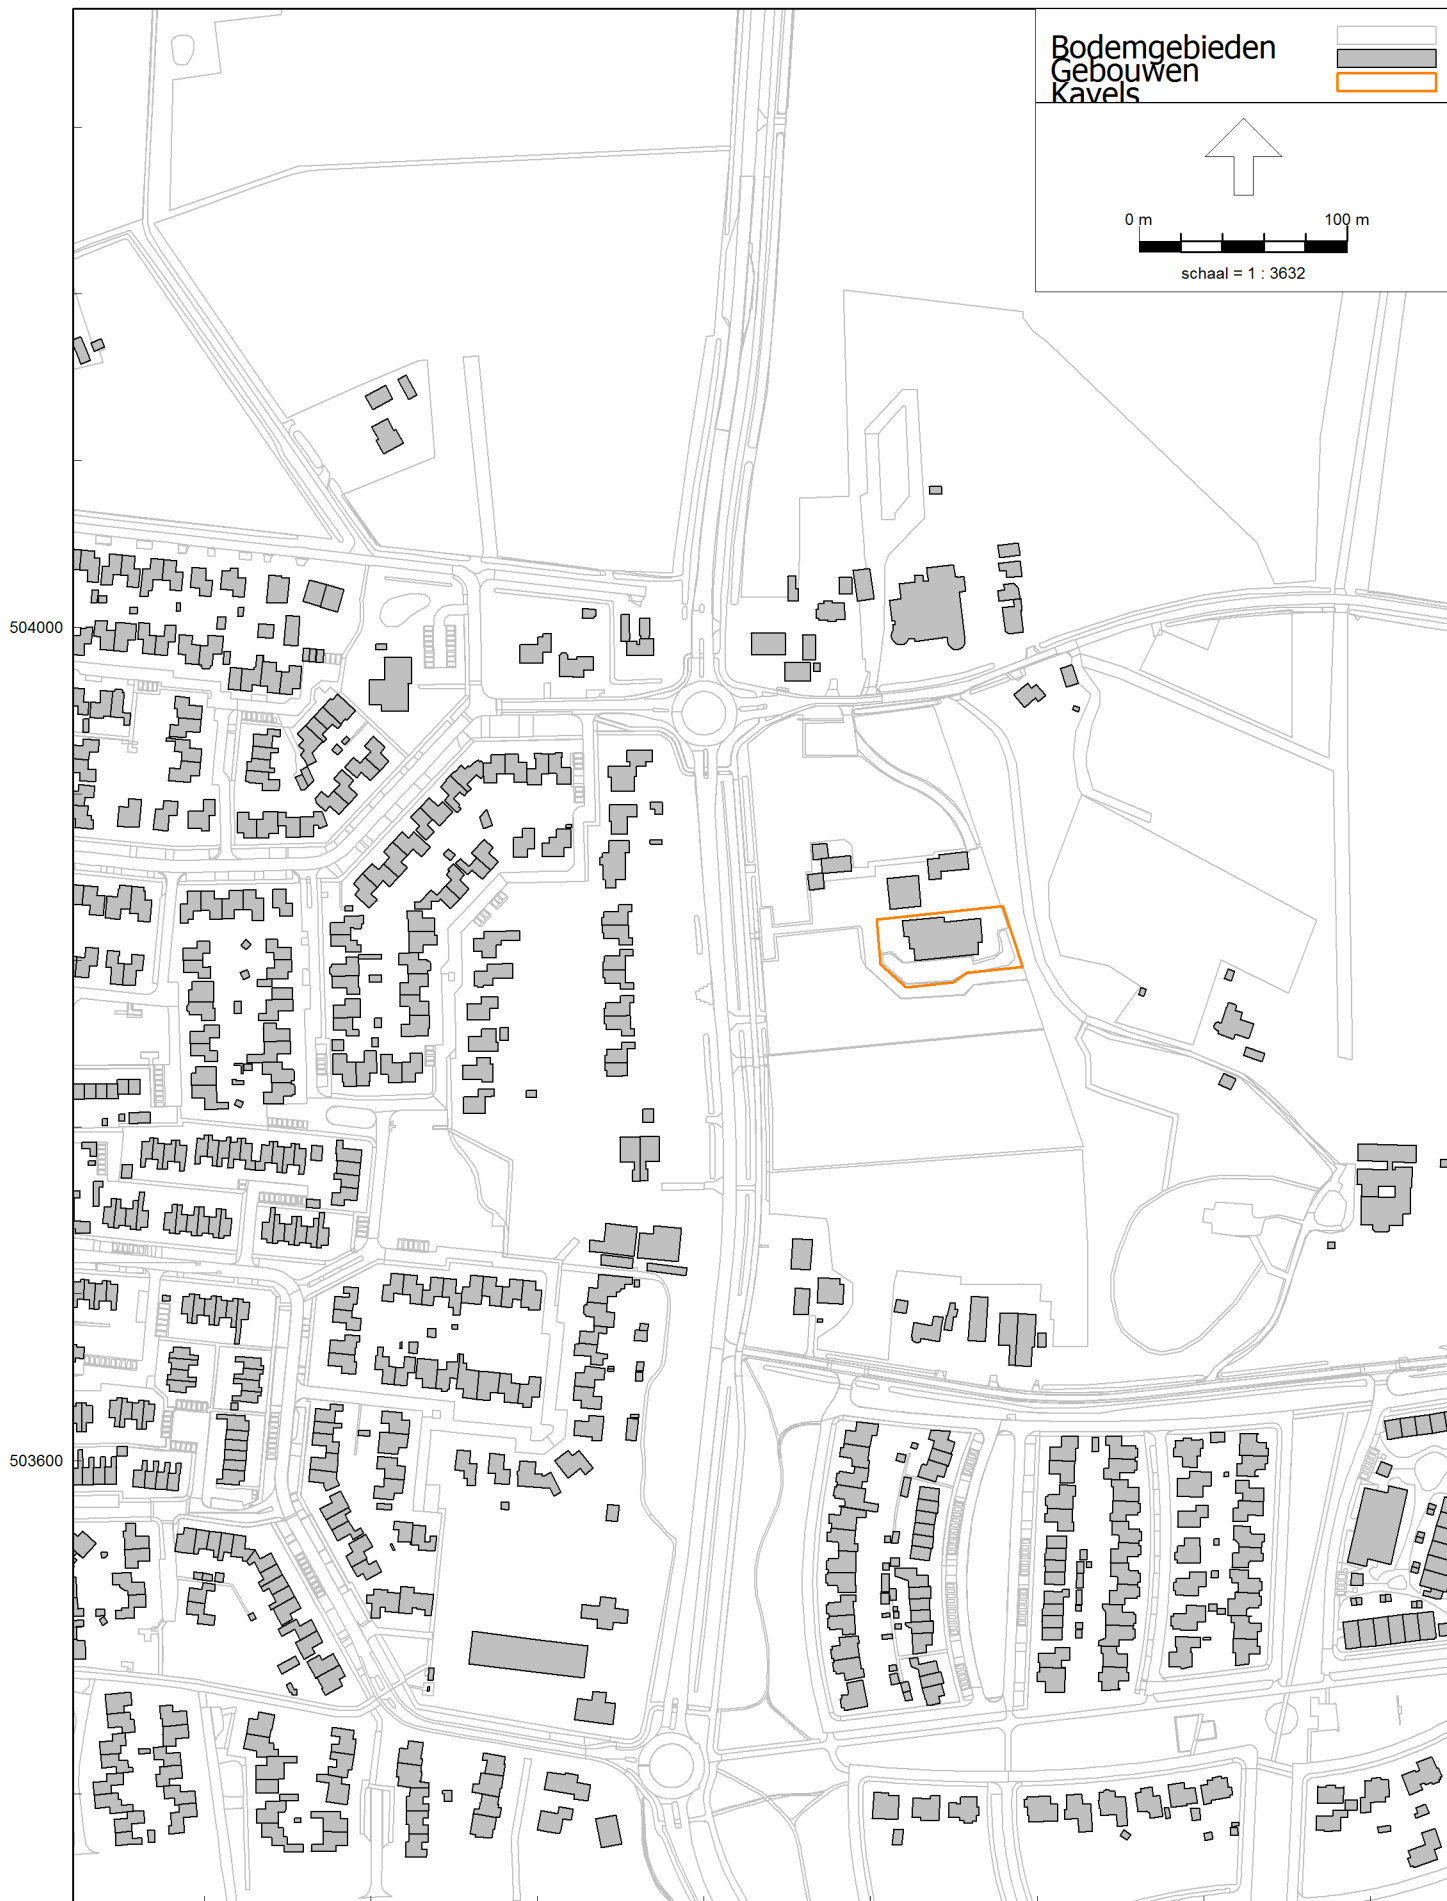 Bodemgebieden
Gebouwen
Kavels
0 m 100 m
schaal = 1 : 3632
504000
503600